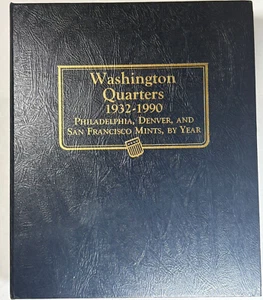 Washington
Quarters
1932-1990
Philadelphia, Denver, and
San Francisco Mints, by Year